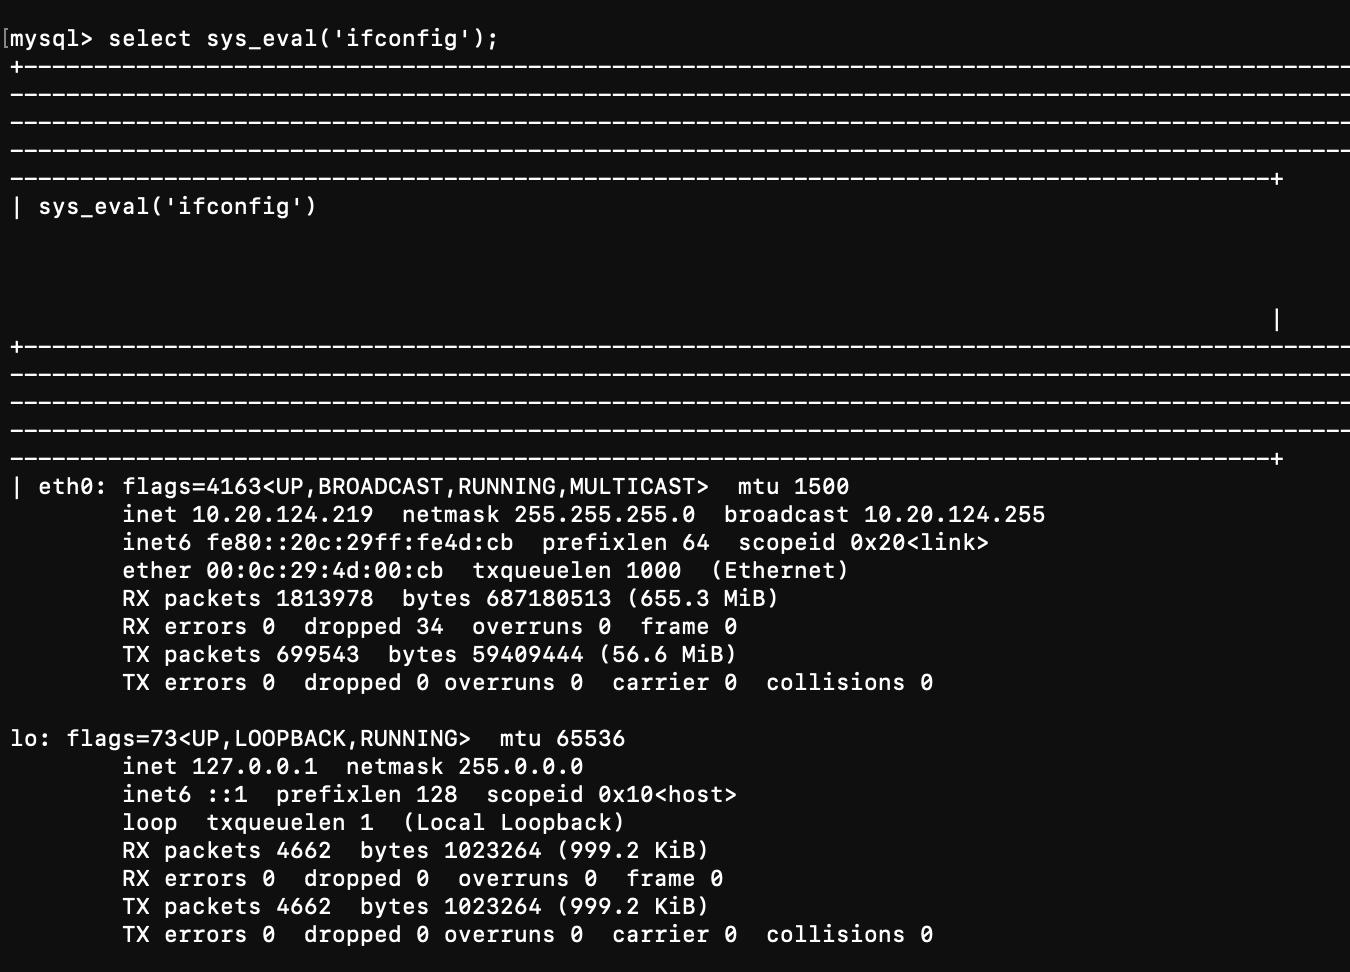 mysql> select sys_eval('ifconfig');
+-----------------------------------------------------------------------------------------------
------------------------------------------------------------------------------------------------
------------------------------------------------------------------------------------------------
------------------------------------------------------------------------------------------------
------------------------------------------------------------------------------------------+
| sys_eval('ifconfig')
|
+-----------------------------------------------------------------------------------------------
------------------------------------------------------------------------------------------------
------------------------------------------------------------------------------------------------
------------------------------------------------------------------------------------------------
------------------------------------------------------------------------------------------+
| eth0: flags=4163<UP,BROADCAST,RUNNING,MULTICAST>  mtu 1500
        inet 10.20.124.219  netmask 255.255.255.0  broadcast 10.20.124.255
        inet6 fe80::20c:29ff:fe4d:cb  prefixlen 64  scopeid 0x20<link>
        ether 00:0c:29:4d:00:cb  txqueuelen 1000  (Ethernet)
        RX packets 1813978  bytes 687180513 (655.3 MiB)
        RX errors 0  dropped 34  overruns 0  frame 0
        TX packets 699543  bytes 59409444 (56.6 MiB)
        TX errors 0  dropped 0 overruns 0  carrier 0  collisions 0
lo: flags=73<UP,LOOPBACK,RUNNING>  mtu 65536
        inet 127.0.0.1  netmask 255.0.0.0
        inet6 ::1  prefixlen 128  scopeid 0x10<host>
        loop  txqueuelen 1  (Local Loopback)
        RX packets 4662  bytes 1023264 (999.2 KiB)
        RX errors 0  dropped 0  overruns 0  frame 0
        TX packets 4662  bytes 1023264 (999.2 KiB)
        TX errors 0  dropped 0 overruns 0  carrier 0  collisions 0